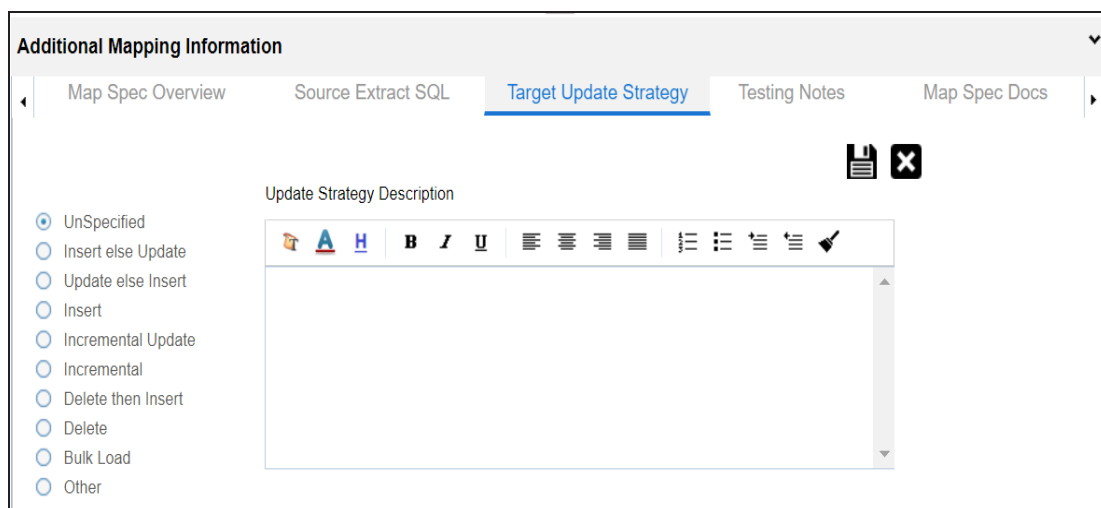 Additional Mapping Information
Map Spec Overview Source Extract SQL Target Update Strategy Testing Notes Map Spec Docs
Update Strategy Description
UnSpecified
Insert else Update
Update else Insert
Insert
Incremental Update
Incremental
Delete then Insert
Delete
Bulk Load
Other
A H B I U